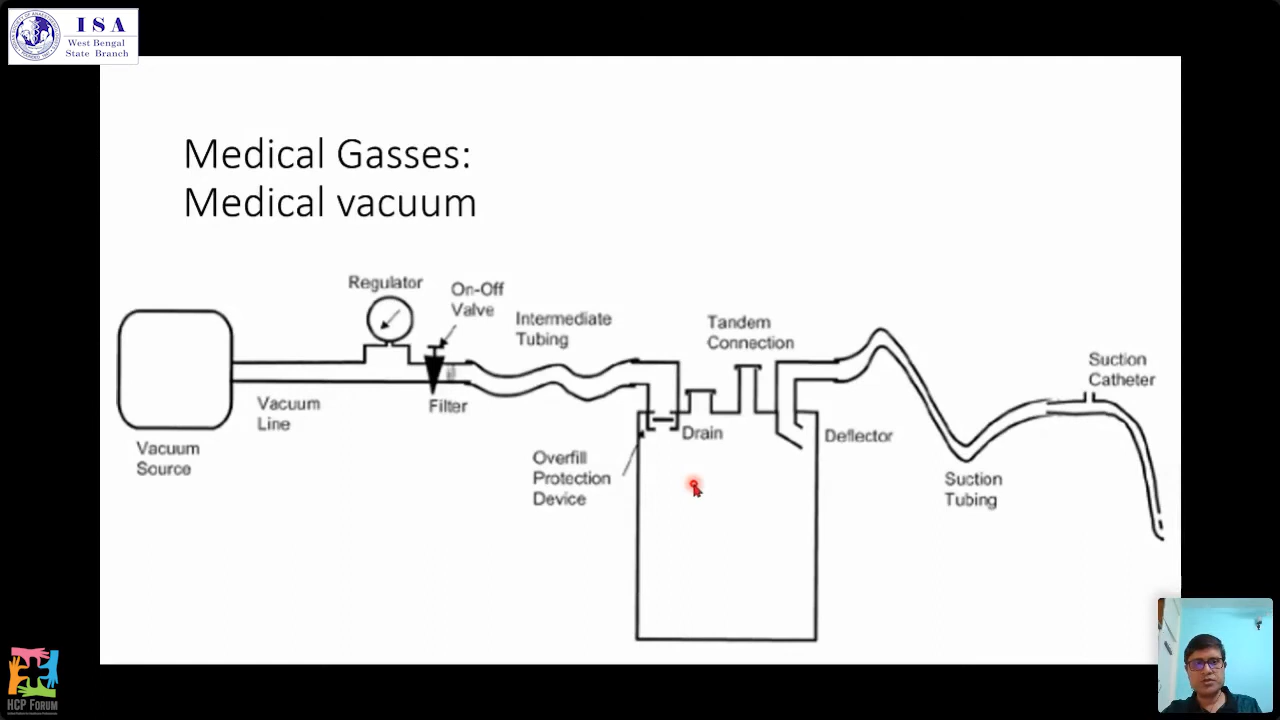 I S A
West Bengal
State Branch
Medical Gasses:
Medical vacuum
Regulator
On-Off
Valve
Intermediate
Tubing
Tandem
Connection
Suction
Catheter
Vacuum
Line
Filter
Drain
Deflector
Vacuum
Source
Overfill
Protection
Device
Suction
Tubing
HCP FORUM